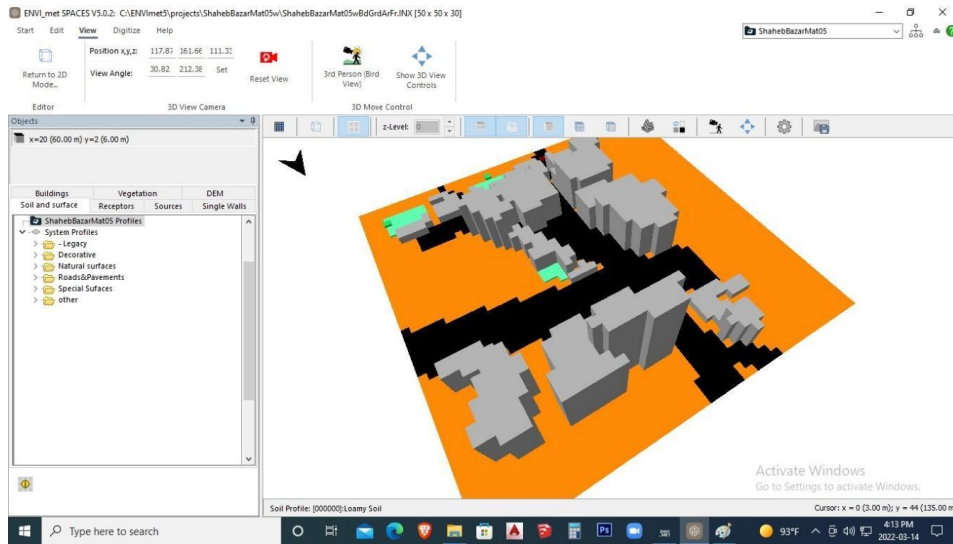 ENVI_met SPACES V5.0.2: C:\ENVImet5\projects\ShahebBazarMat05w\ShahebBazarMat05wBdGrdArFr.INX [50 x 50 x 30]
Start Edit View Digitize Help
ShahebBazarMat05
Return to 2D Mode...
Position x,y,z: 117.87 161.66 111.33
View Angle: 30.82 212.38 Set
Reset View
3rd Person (Bird View)
Show 3D View Controls
Editor 3D View Camera 3D Move Control
Objects
z-Level: 0
x=20 (60.00 m) y=2 (6.00 m)
Buildings Vegetation DEM
Soil and surface Receptors Sources Single Walls
ShahebBazarMat05 Profiles
System Profiles
- Legacy
Decorative
Natural surfaces
Roads&Pavements
Special Sufaces
other
Activate Windows
Go to Settings to activate Windows.
Soil Profile: [000000]:Loamy Soil
Cursor: x = 0 (3.00 m); y = 44 (135.00 m
Type here to search
93°F
4:13 PM
2022-03-14